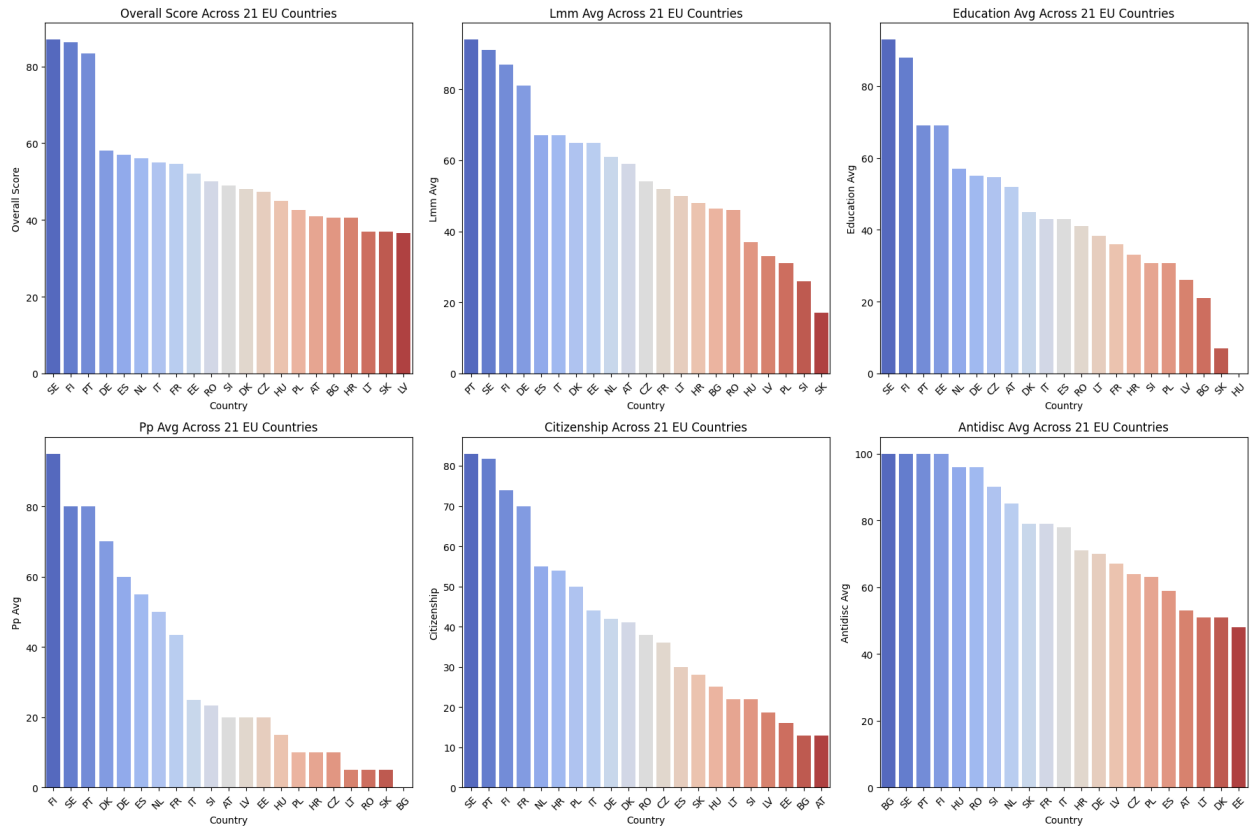 Overall Score Across 21 EU Countries
Overall Score
80
60
40
20
0
SE FI PT DE ES NL IT FR EE RO SI DK CZ HU PL AT BG HR LT SK LV
Country
Lmm Avg Across 21 EU Countries
Lmm Avg
80
60
40
20
0
PT SE FI DE ES IT DK EE NL AT CZ FR LT HR BG RO HU LV PL SI SK
Country
Education Avg Across 21 EU Countries
Education Avg
80
60
40
20
0
SE FI PT EE NL DE CZ AT DK IT ES RO LT FR HR SI PL LV BG SK HU
Country
Pp Avg Across 21 EU Countries
Pp Avg
80
60
40
20
0
FI SE PT DK DE ES NL FR IT SI AT LV EE HU PL HR CZ LT RO SK BG
Country
Citizenship Across 21 EU Countries
Citizenship
80
70
60
50
40
30
20
10
0
SE PT FI FR NL HR PL IT DE DK RO CZ ES SK HU LT SI LV EE BG AT
Country
Antidisc Avg Across 21 EU Countries
Antidisc Avg
100
80
60
40
20
0
BG SE PT FI HU RO SI NL SK FR IT HR DE LV CZ PL ES AT LT DK EE
Country